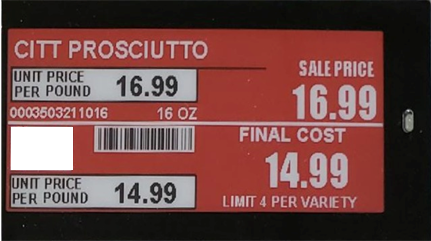 CITT PROSCIUTTO
UNIT PRICE PER POUND 16.99
SALE PRICE
16.99
0003503211016 16 OZ
FINAL COST
14.99
UNIT PRICE PER POUND 14.99
LIMIT 4 PER VARIETY